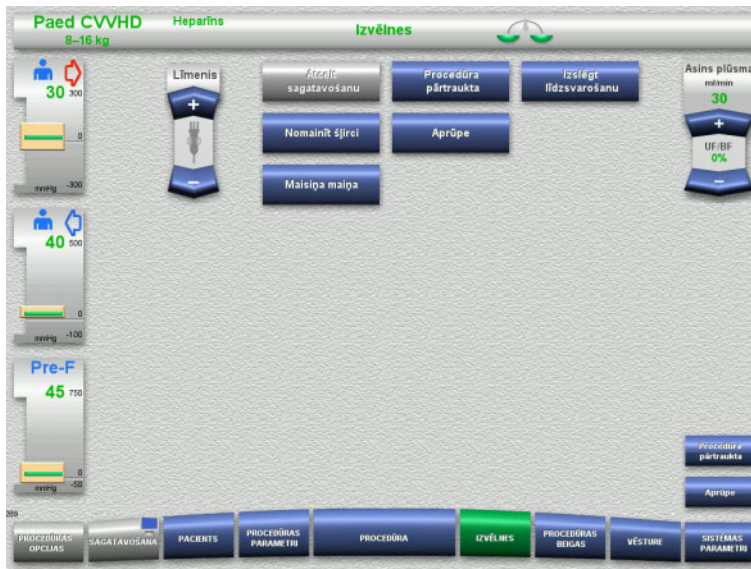 Paed CVVHD
8–16 kg
Heparīns
Izvēlnes
30
300
0
mmHg
-300
40
500
0
mmHg
-100
Pre-F
45
750
0
mmHg
-50
Līmenis
+
–
Atcelt
sagatavošanu
Procedūra
pārtraukta
Izslēgt
līdzsvarošanu
Nomainīt šļirci
Aprūpe
Maisiņa maiņa
Asins plūsma
ml/min
30
+
UF/BF
0%
–
Procedūra
pārtraukta
Aprūpe
289
PROCEDŪRAS
OPCIJAS
SAGATAVOŠANA
PACIENTS
PROCEDŪRAS
PARAMETRI
PROCEDŪRA
IZVĒLNES
PROCEDŪRAS
BEIGAS
VĒSTURE
SISTĒMAS
PARAMETRI